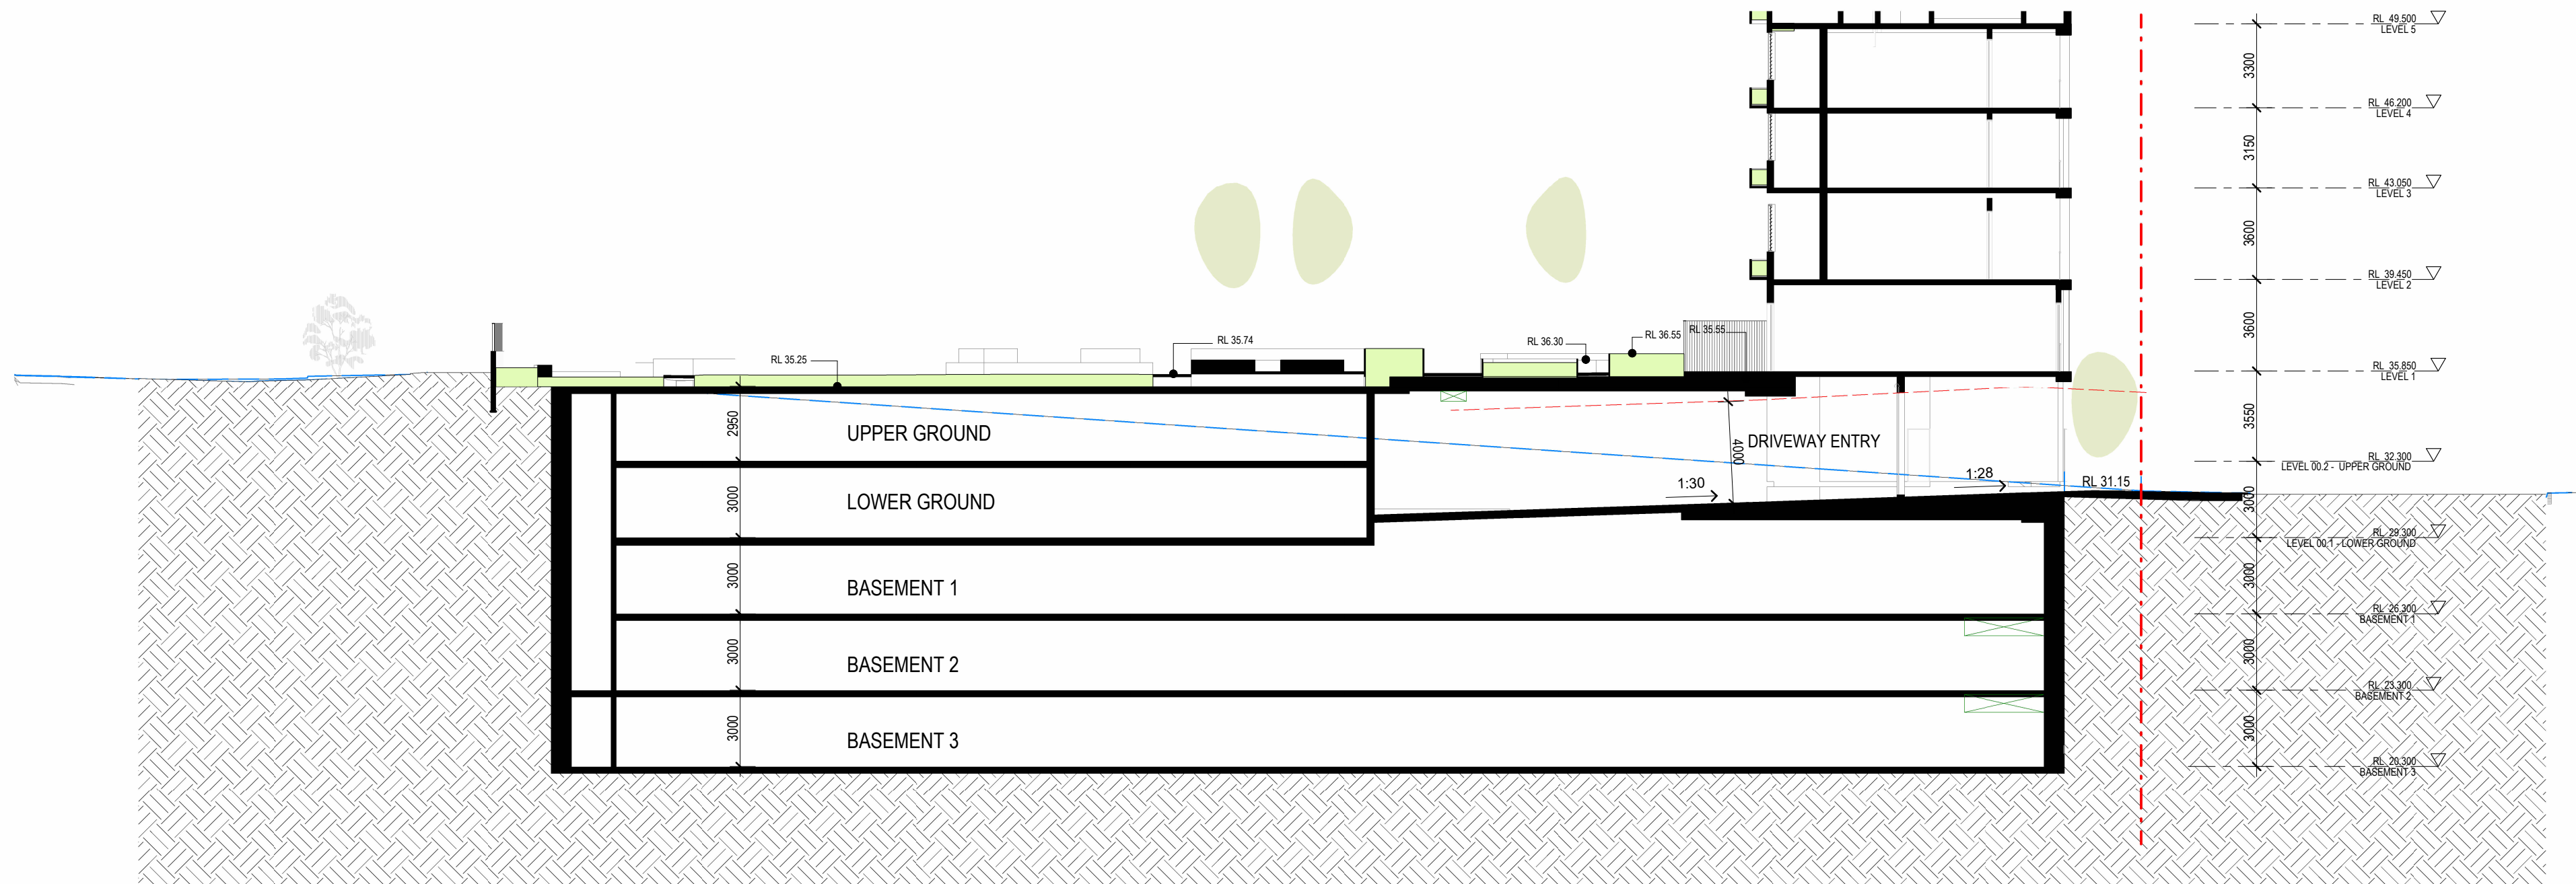 RL 49.500
LEVEL 5
3300
RL 46.200
LEVEL 4
3150
RL 43.050
LEVEL 3
3600
RL 39.450
LEVEL 2
3600
RL 35.25
RL 35.74
RL 36.30
RL 36.55
RL 35.55
RL 35.850
LEVEL 1
2950
UPPER GROUND
4000
DRIVEWAY ENTRY
3550
RL 32.300
LEVEL 00.2 - UPPER GROUND
3000
LOWER GROUND
1:30
1:28
RL 31.15
3000
RL 29.300
LEVEL 00.1 - LOWER GROUND
3000
BASEMENT 1
3000
RL 26.300
BASEMENT 1
3000
BASEMENT 2
3000
RL 23.300
BASEMENT 2
3000
BASEMENT 3
3000
RL 20.300
BASEMENT 3